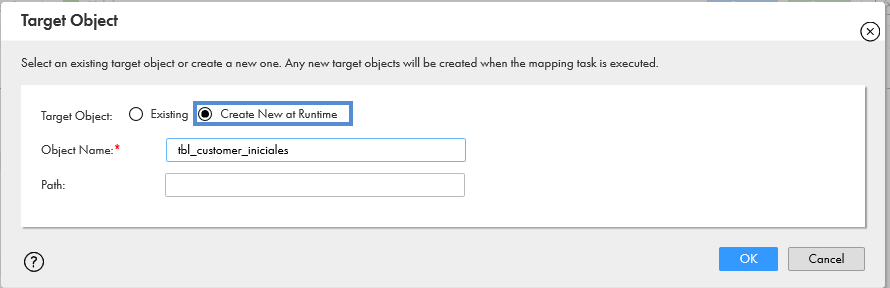 Target Object
Select an existing target object or create a new one. Any new target objects will be created when the mapping task is executed.
Target Object: Existing Create New at Runtime
Object Name:* tbl_customer_iniciales
Path:
? OK Cancel